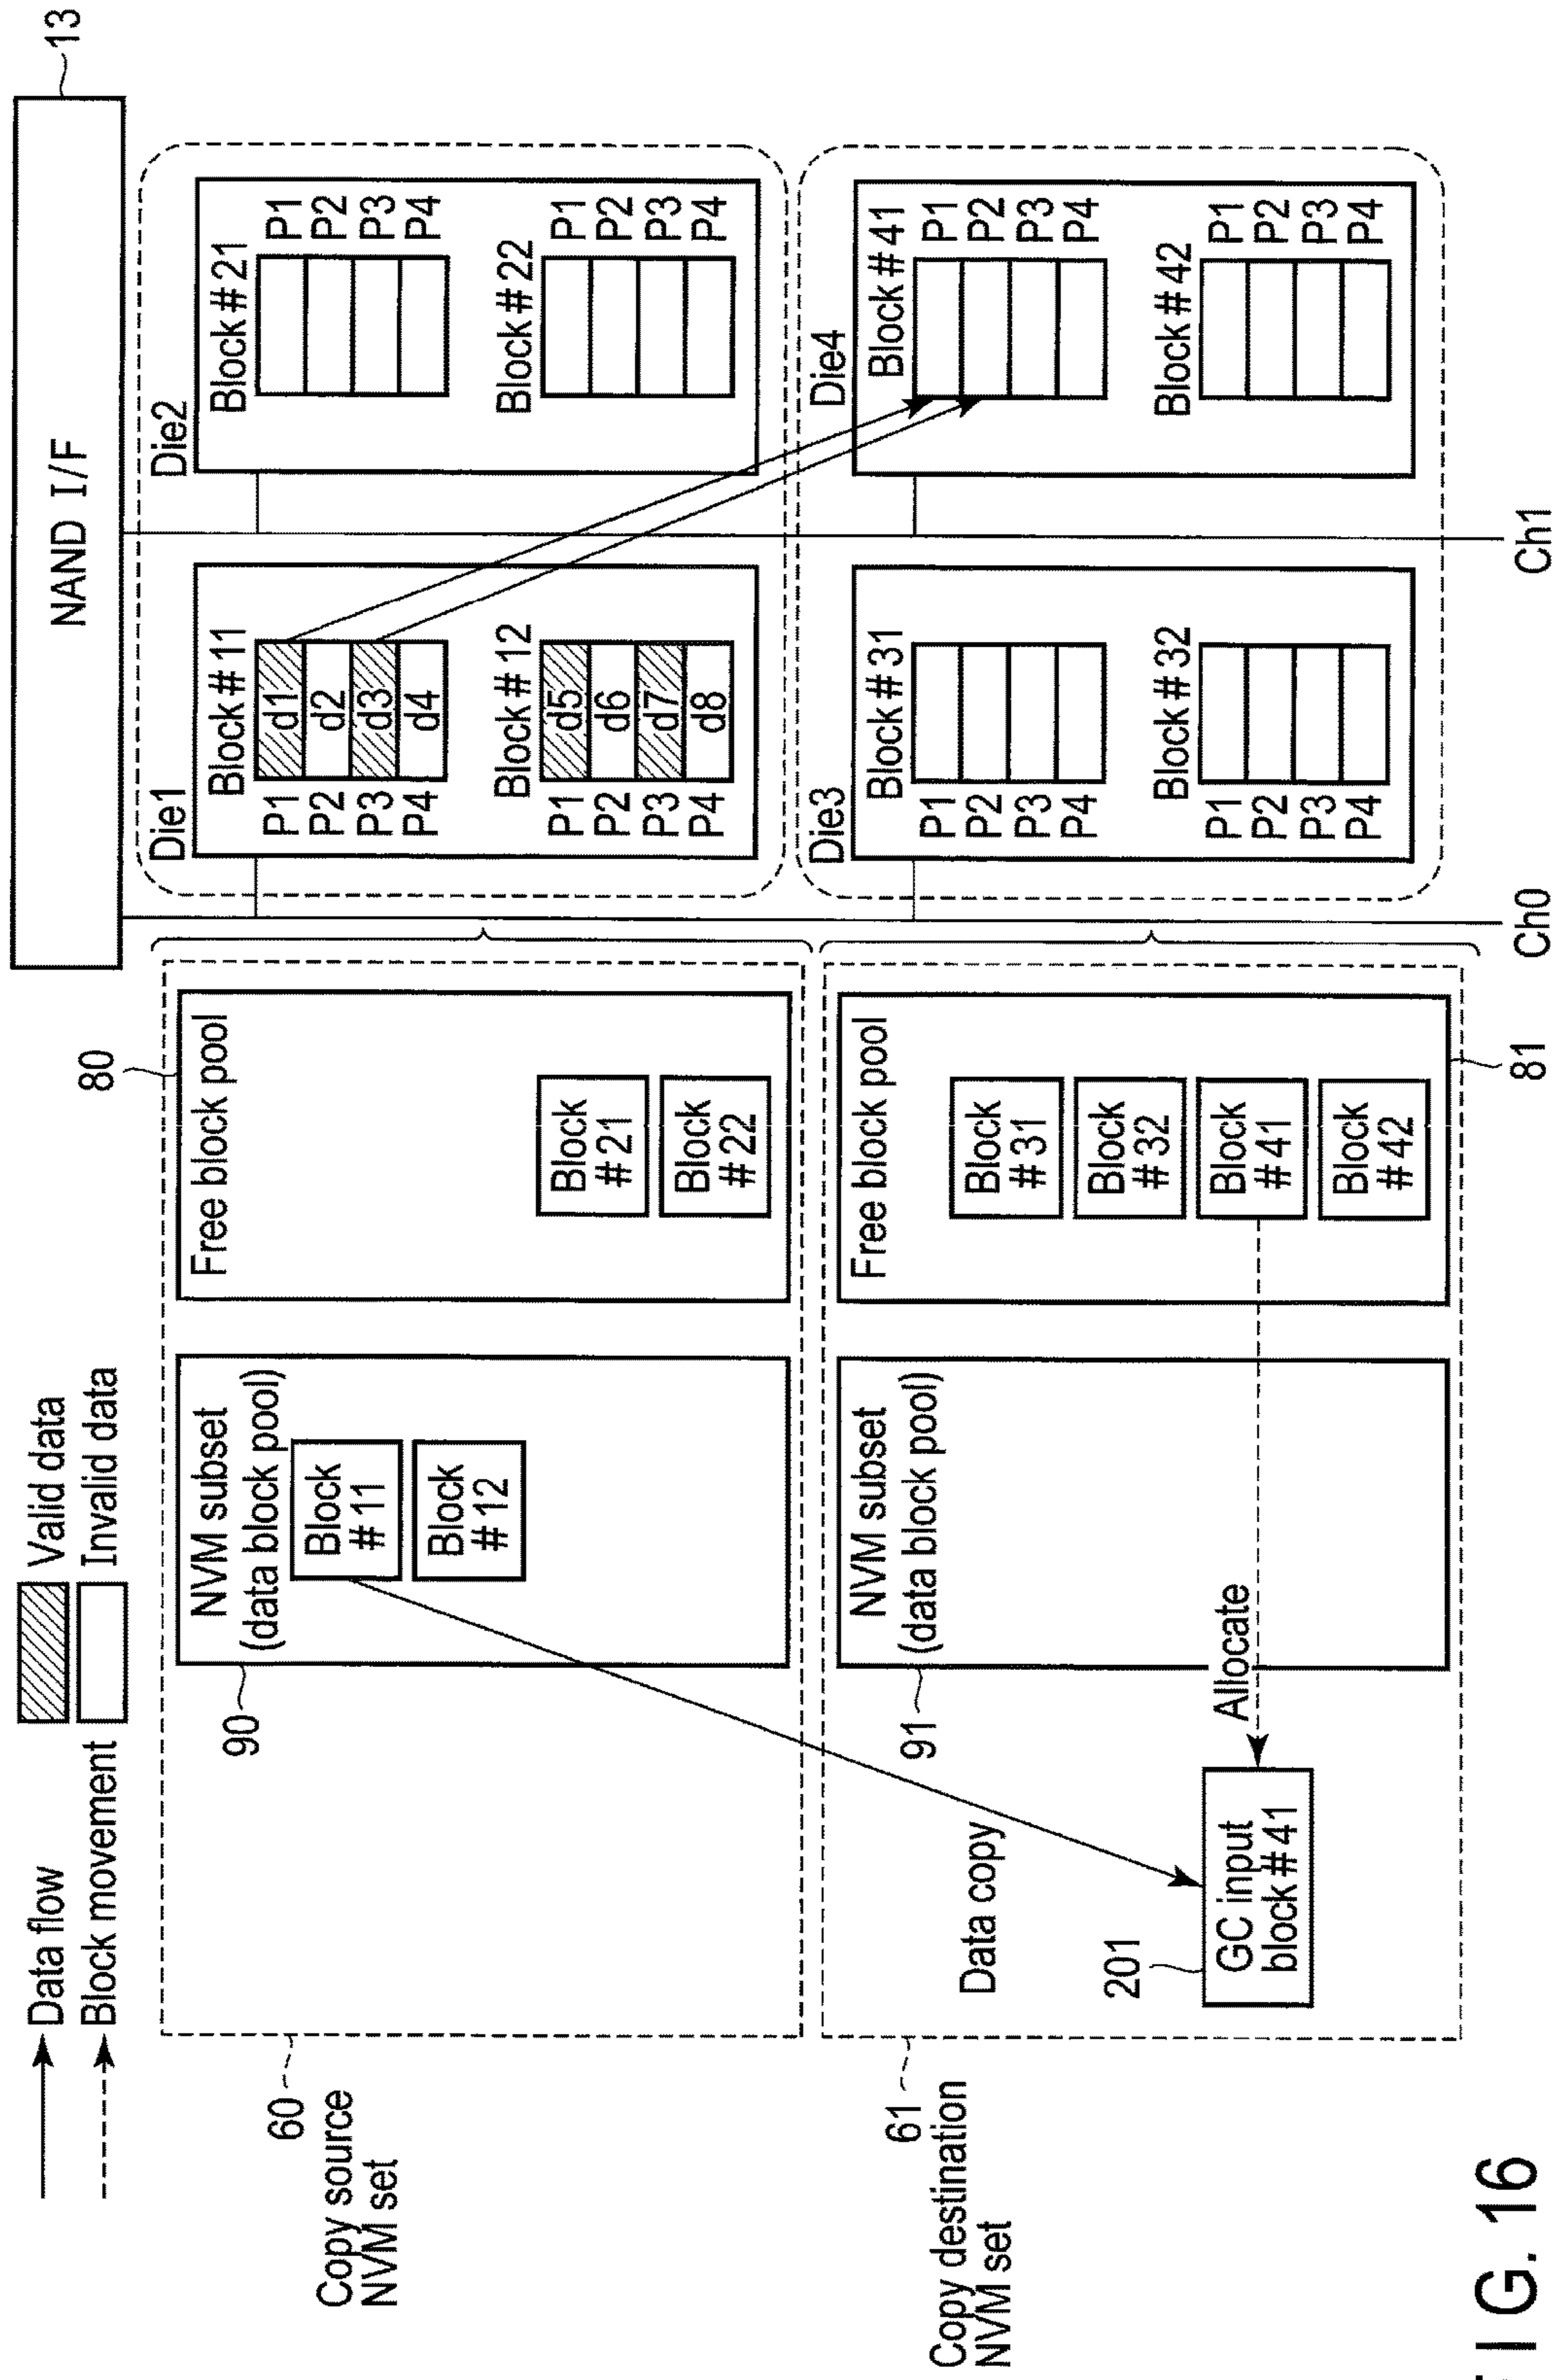 Data flow
Block movement
Valid data
Invalid data
NAND I/F
13
Copy source
NVM set
60
90
NVM subset
(data block pool)
Block
#11
Block
#12
80
Free block pool
Block
#21
Block
#22
Die1
Block#11
P1 d1
P2 d2
P3 d3
P4 d4
Block#12
P1 d5
P2 d6
P3 d7
P4 d8
Die2
Block#21
P1
P2
P3
P4
Block#22
P1
P2
P3
P4
Copy destination
NVM set
61
Data copy
201
GC input
block#41
Allocate
91
NVM subset
(data block pool)
Free block pool
Block
#31
Block
#32
Block
#41
Block
#42
81
Die3
Block#31
P1
P2
P3
P4
Block#32
P1
P2
P3
P4
Die4
Block#41
P1
P2
P3
P4
Block#42
P1
P2
P3
P4
Ch0
Ch1
FIG. 16